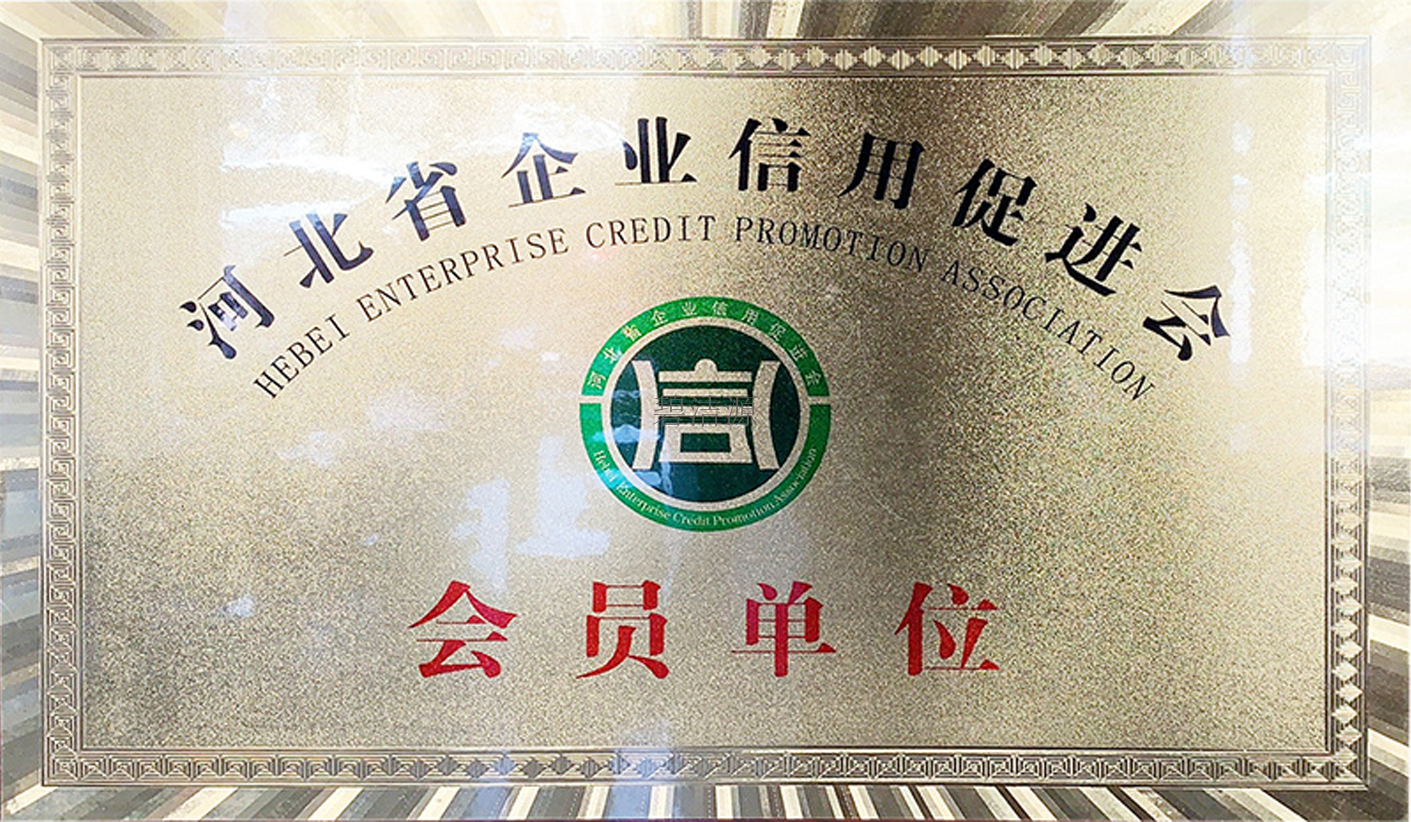 河北省企业信用促进会
HEBEI ENTERPRISE CREDIT PROMOTION ASSOCIATION
河北省企业信用促进会
信
Hebei Enterprise Credit Promotion Association
会员单位